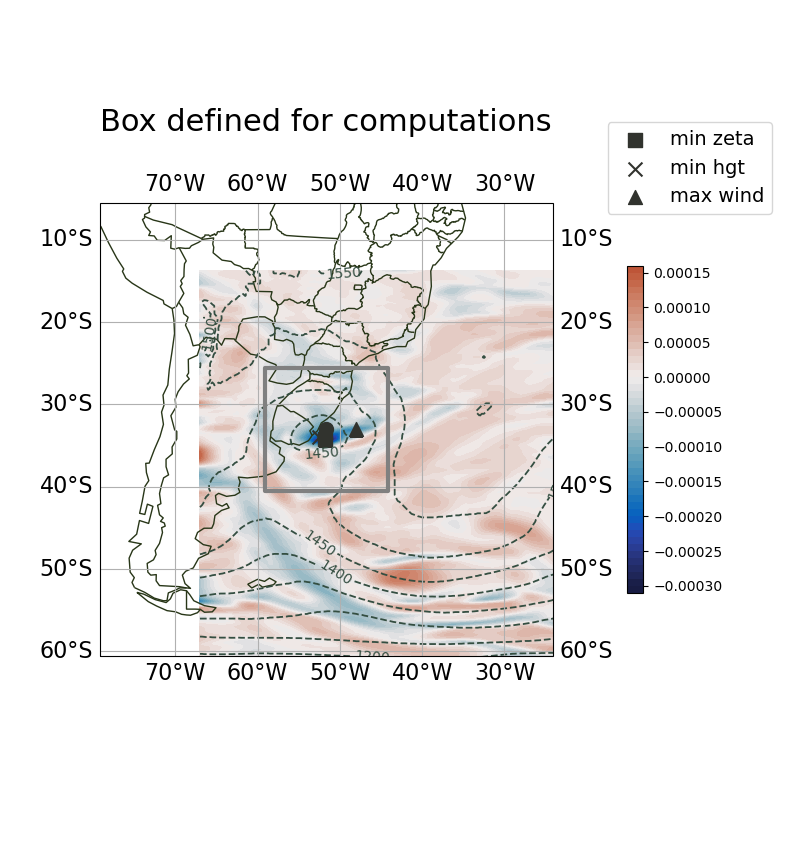 Box defined for computations
min zeta
min hgt
max wind
70°W 60°W 50°W 40°W 30°W
10°S 10°S
20°S 20°S
30°S 30°S
40°S 40°S
50°S 50°S
60°S 60°S
70°W 60°W 50°W 40°W 30°W
1550
1500
1450
1450
1400
1200
0.00015
0.00010
0.00005
0.00000
−0.00005
−0.00010
−0.00015
−0.00020
−0.00025
−0.00030